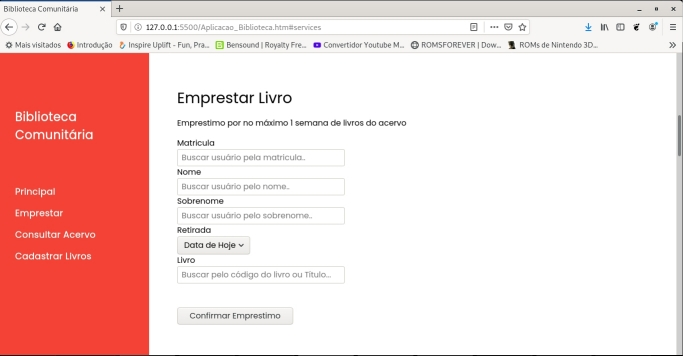 Biblioteca Comunitária
127.0.0.1:5500/Aplicacao_Biblioteca.htm#services
Mais visitados
Introdução
Inspire Uplift - Fun, Pra...
Bensound | Royalty Fre...
Convertidor Youtube M...
ROMSFOREVER | Dow...
ROMs de Nintendo 3D...
Biblioteca
Comunitária
Principal
Emprestar
Consultar Acervo
Cadastrar Livros
Emprestar Livro
Emprestimo por no máximo 1 semana de livros do acervo
Matricula
Buscar usuário pela matricula..
Nome
Buscar usuário pelo nome..
Sobrenome
Buscar usuário pelo sobrenome..
Retirada
Data de Hoje
Livro
Buscar pelo código do livro ou Título...
Confirmar Emprestimo